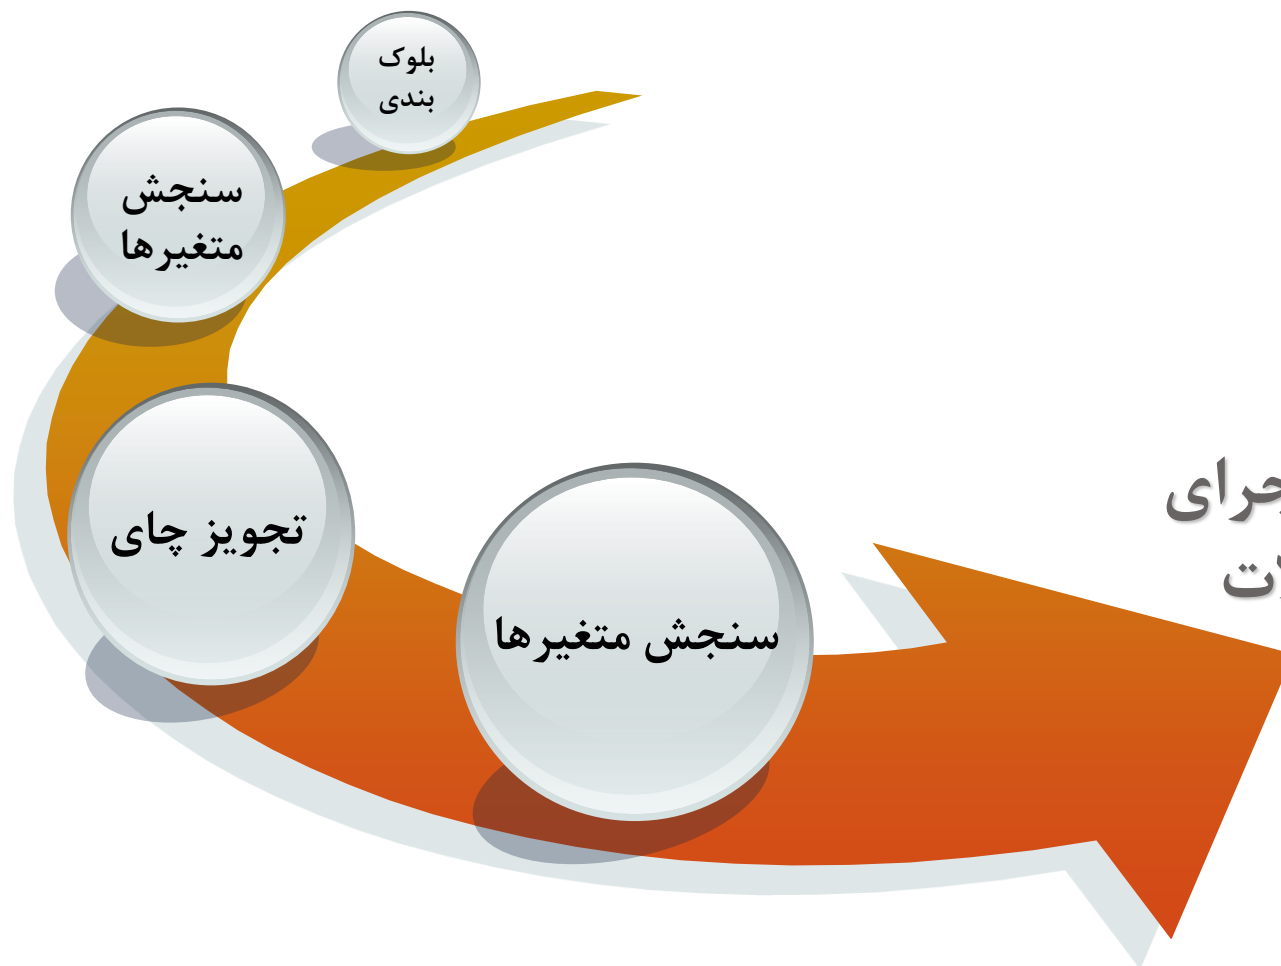 بلوک
بندی
سنجش
متغیرها
تجویز چای
سنجش متغیرها